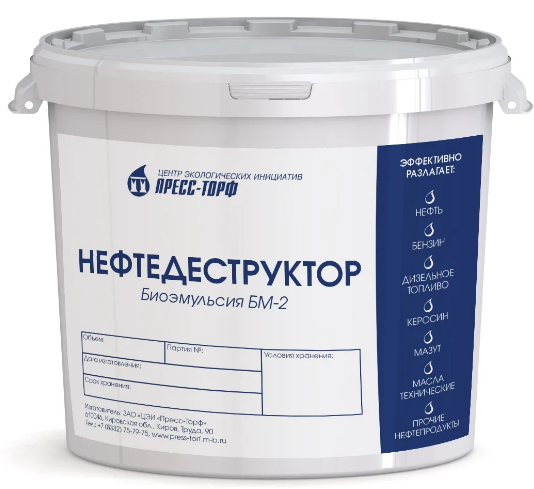 ЦЕНТР ЭКОЛОГИЧЕСКИХ ИНИЦИАТИВ
ПРЕСС-ТОРФ
НЕФТЕДЕСТРУКТОР
Биоэмульсия БМ-2
Объем:
Партия №:
Условия хранения:
Дата изготовления:
Срок хранения:
Изготовитель: ЗАО «ЦЭИ «Пресс-Торф»
610046, Кировская обл., Киров, Труда, 90
Тел.: +7 (8332) 75-79-75, www.press-torf.m-b.ru
ЭФФЕКТИВНО
РАЗЛАГАЕТ:
НЕФТЬ
БЕНЗИН
ДИЗЕЛЬНОЕ
ТОПЛИВО
КЕРОСИН
МАЗУТ
МАСЛА
ТЕХНИЧЕСКИЕ
ПРОЧИЕ
НЕФТЕПРОДУКТЫ